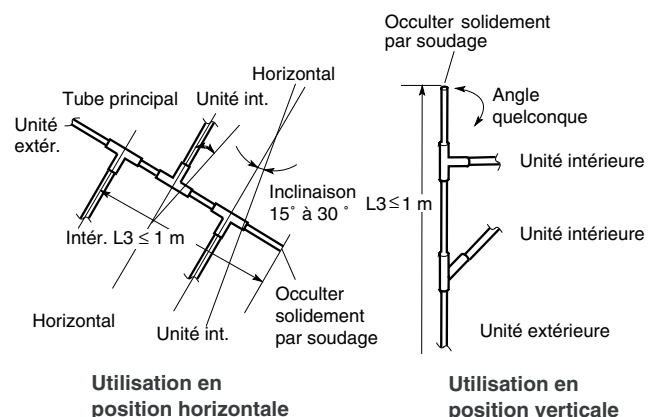 Horizontal
Tube principal
Unité int.
Unité
extér.
Inclinaison
15˚ à 30 ˚
Intér. L3 ≤ 1 m
Horizontal
Unité int.
Occulter
solidement
par soudage
Utilisation en
position horizontale
Occulter solidement
par soudage
Angle
quelconque
Unité intérieure
L3 ≤ 1 m
Unité intérieure
Unité extérieure
Utilisation en
position verticale